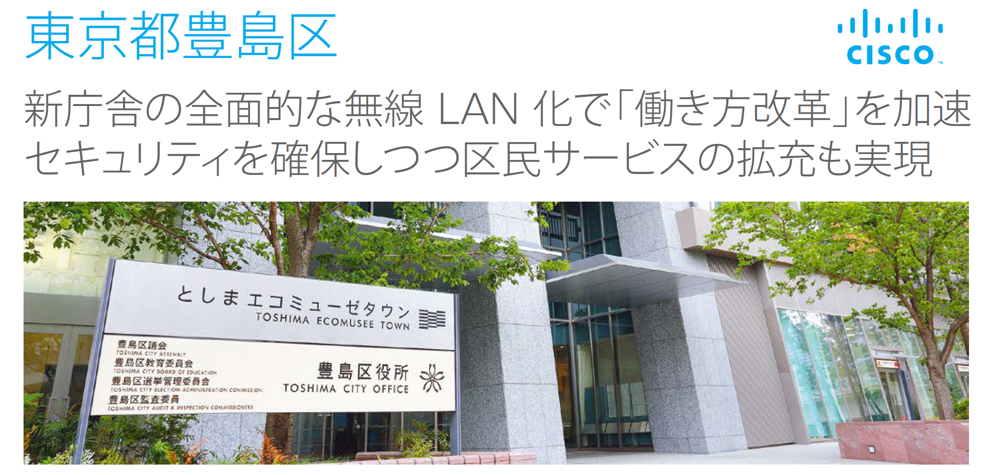 東京都豊島区
CISCO
新庁舎の全面的な無線 LAN 化で「働き方改革」を加速
セキュリティを確保しつつ区民サービスの拡充も実現
としまエコミューゼタウン
TOSHIMA ECOMUSEE TOWN
豊島区議会
TOSHIMA CITY ASSEMBLY
豊島区教育委員会
TOSHIMA CITY BOARD OF EDUCATION
豊島区選挙管理委員会
TOSHIMA CITY ELECTION ADMINISTRATION COMMISSION
豊島区監査委員
TOSHIMA CITY AUDIT & INSPECTION COMMISSIONERS
豊島区役所
TOSHIMA CITY OFFICE